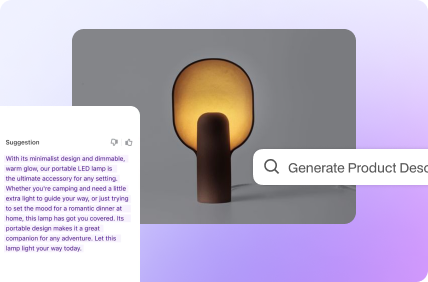 Suggestion
With its minimalist design and dimmable,
warm glow, our portable LED lamp is
the ultimate accessory for any setting.
Whether you're camping and need a little
extra light to guide your way, or just trying
to set the mood for a romantic dinner at
home, this lamp has got you covered. Its
portable design makes it a great
companion for any adventure. Let this
lamp light your way today.
Generate Product Desc